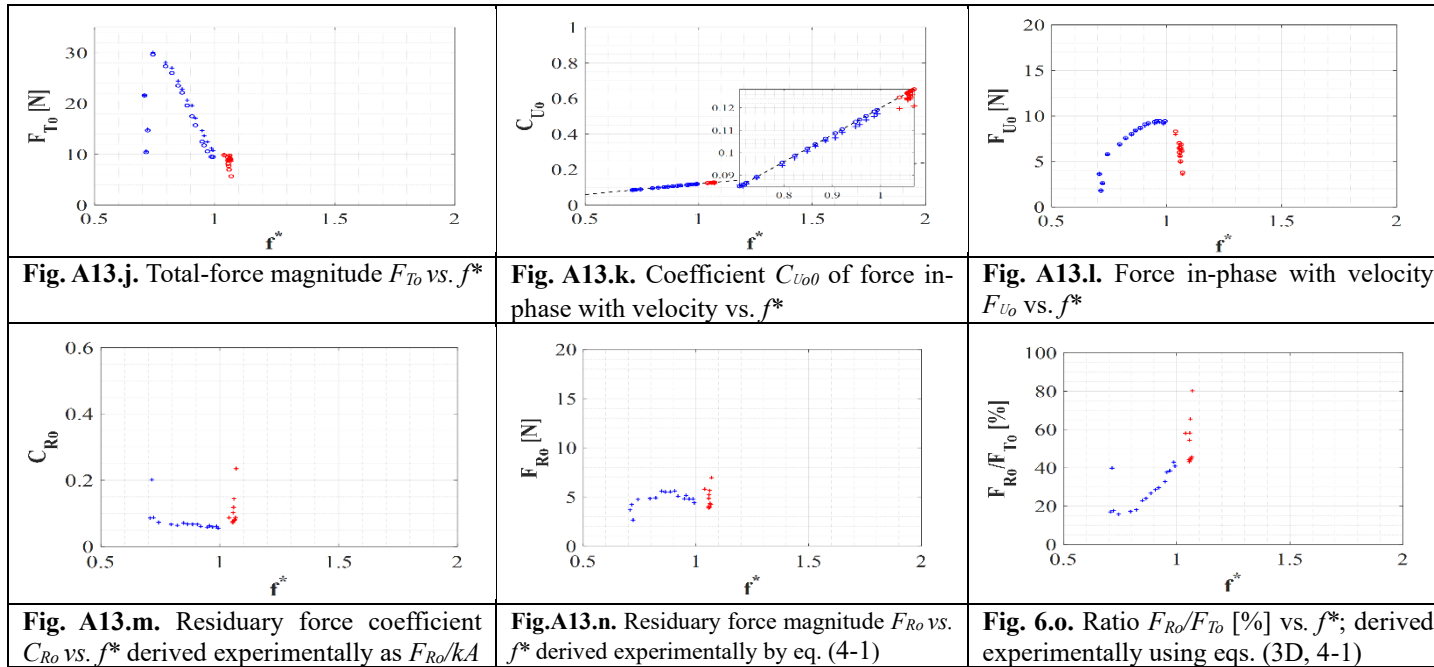 30
20
10
0
0.5
1
1.5
2
F_To [N]
f*
Fig. A13.j. Total-force magnitude F_To vs. f*
1
0.8
0.6
0.4
0.2
0
0.5
1
1.5
2
C_U0
f*
0.12
0.11
0.1
0.09
0.8
0.9
1
Fig. A13.k. Coefficient C_Uo0 of force in-
phase with velocity vs. f*
20
15
10
5
0
0.5
1
1.5
2
F_U0 [N]
f*
Fig. A13.l. Force in-phase with velocity
F_Uo vs. f*
0.6
0.4
0.2
0
0.5
1
1.5
2
C_Ro
f*
Fig. A13.m. Residuary force coefficient
C_Ro vs. f* derived experimentally as F_Ro/kA
20
15
10
5
0
0.5
1
1.5
2
F_Ro [N]
f*
Fig.A13.n. Residuary force magnitude F_Ro vs.
f* derived experimentally by eq. (4-1)
100
80
60
40
20
0
0.5
1
1.5
2
F_Ro/F_To [%]
f*
Fig. 6.o. Ratio F_Ro/F_To [%] vs. f*; derived
experimentally using eqs. (3D, 4-1)